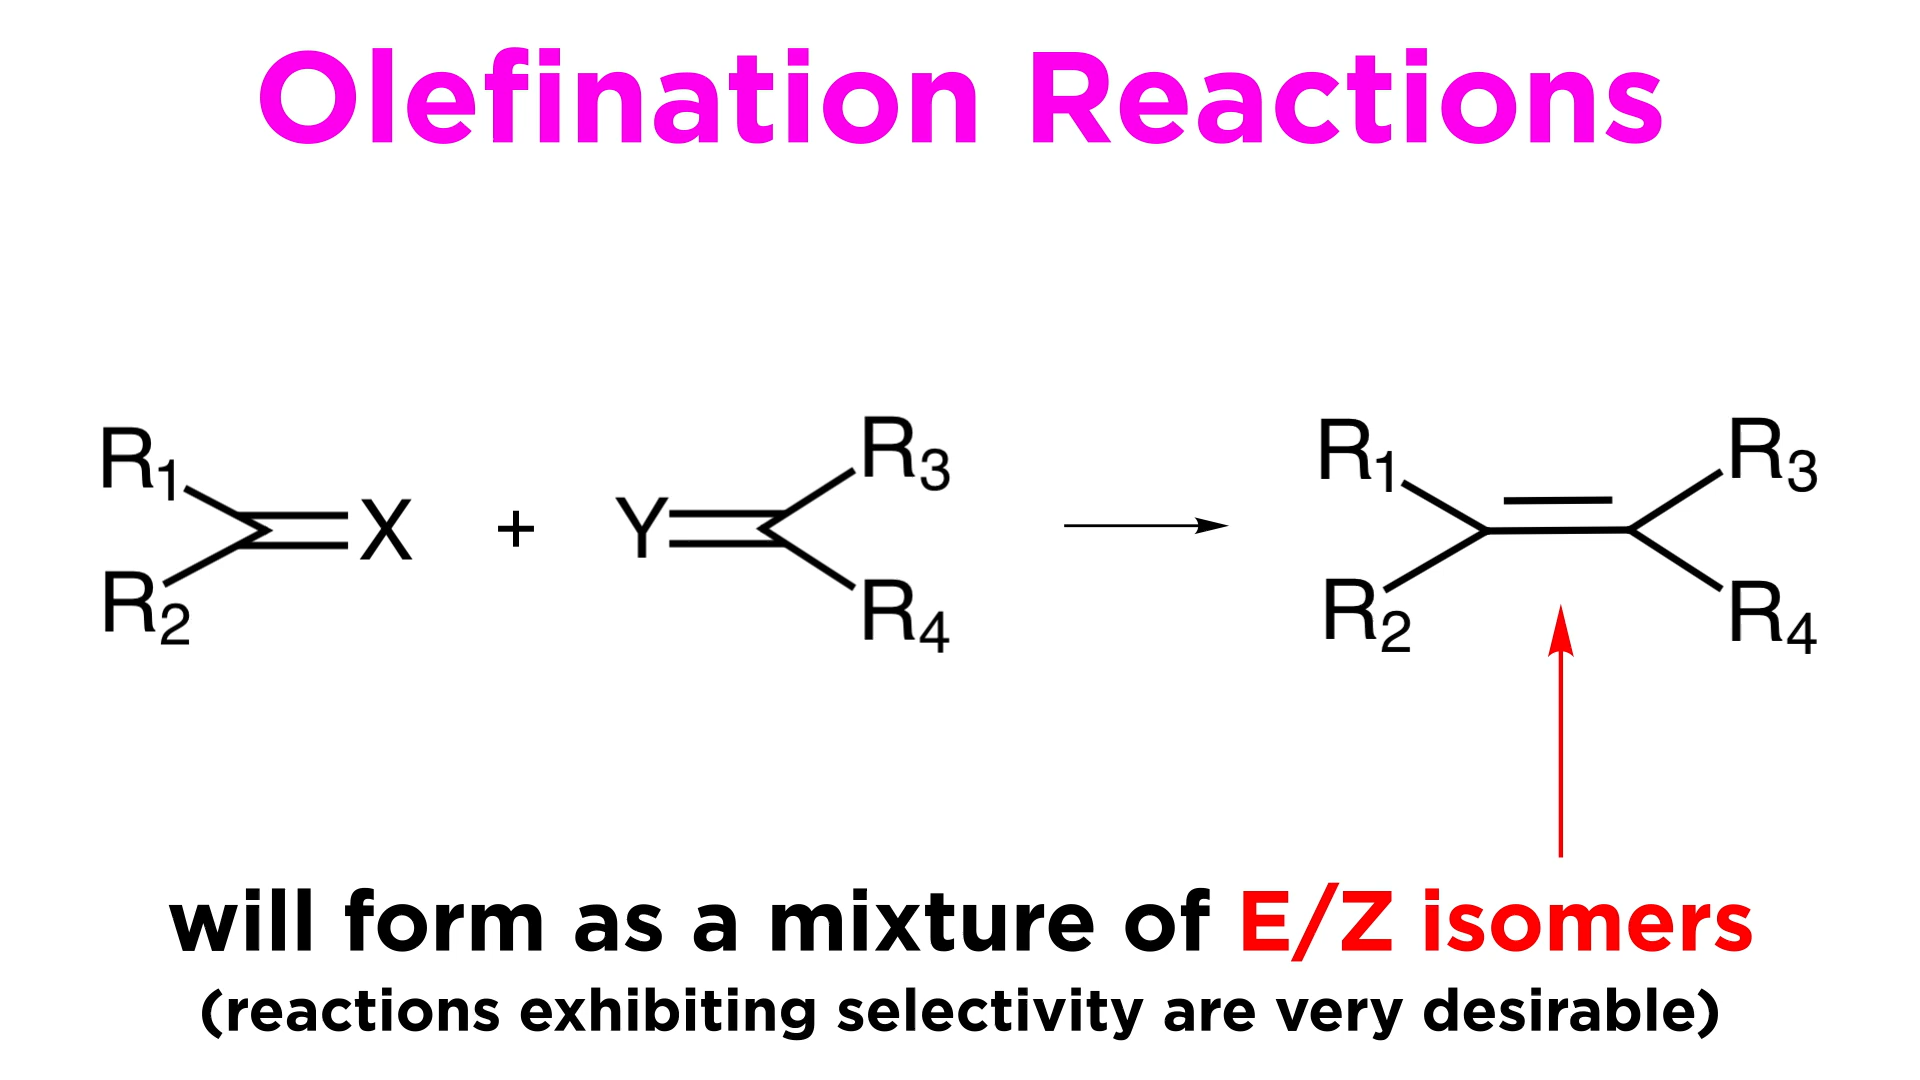 Olefination Reactions
R1 R2 X + Y R3 R4 R1 R2 R3 R4
will form as a mixture of E/Z isomers
(reactions exhibiting selectivity are very desirable)